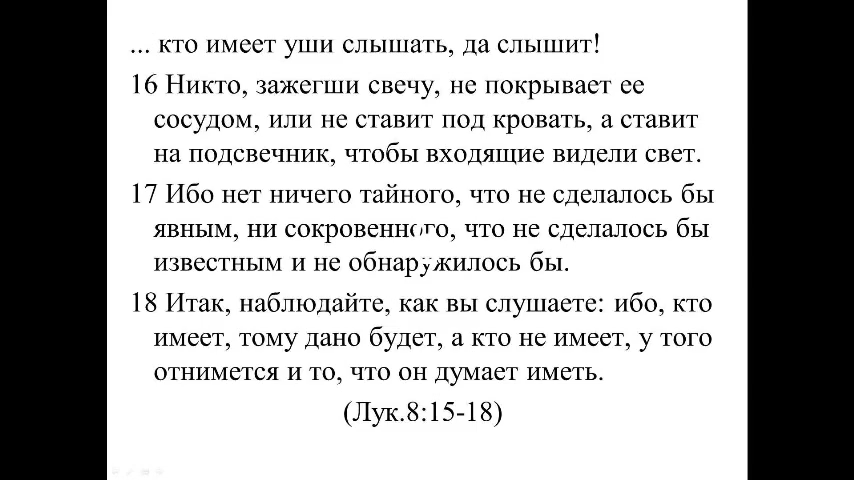 ... кто имеет уши слышать, да слышит!
16 Никто, зажегши свечу, не покрывает ее
сосудом, или не ставит под кровать, а ставит
на подсвечник, чтобы входящие видели свет.
17 Ибо нет ничего тайного, что не сделалось бы
явным, ни сокровенного, что не сделалось бы
известным и не обнаружилось бы.
18 Итак, наблюдайте, как вы слушаете: ибо, кто
имеет, тому дано будет, а кто не имеет, у того
отнимется и то, что он думает иметь.
(Лук.8:15-18)